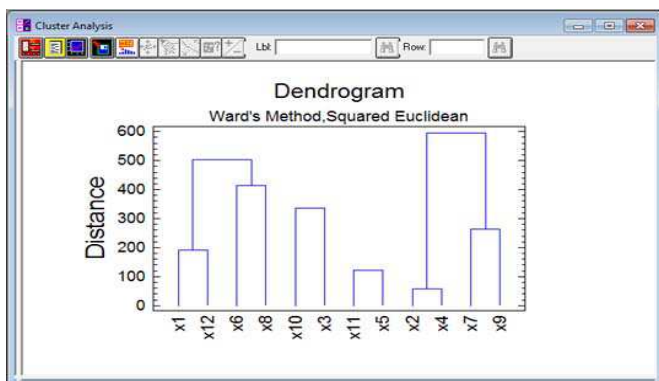 Cluster Analysis
Lbl: Row:
Dendrogram
Ward's Method,Squared Euclidean
600
500
400
300
200
100
0
Distance
x1 x12 x6 x8 x10 x3 x11 x5 x2 x4 x7 x9